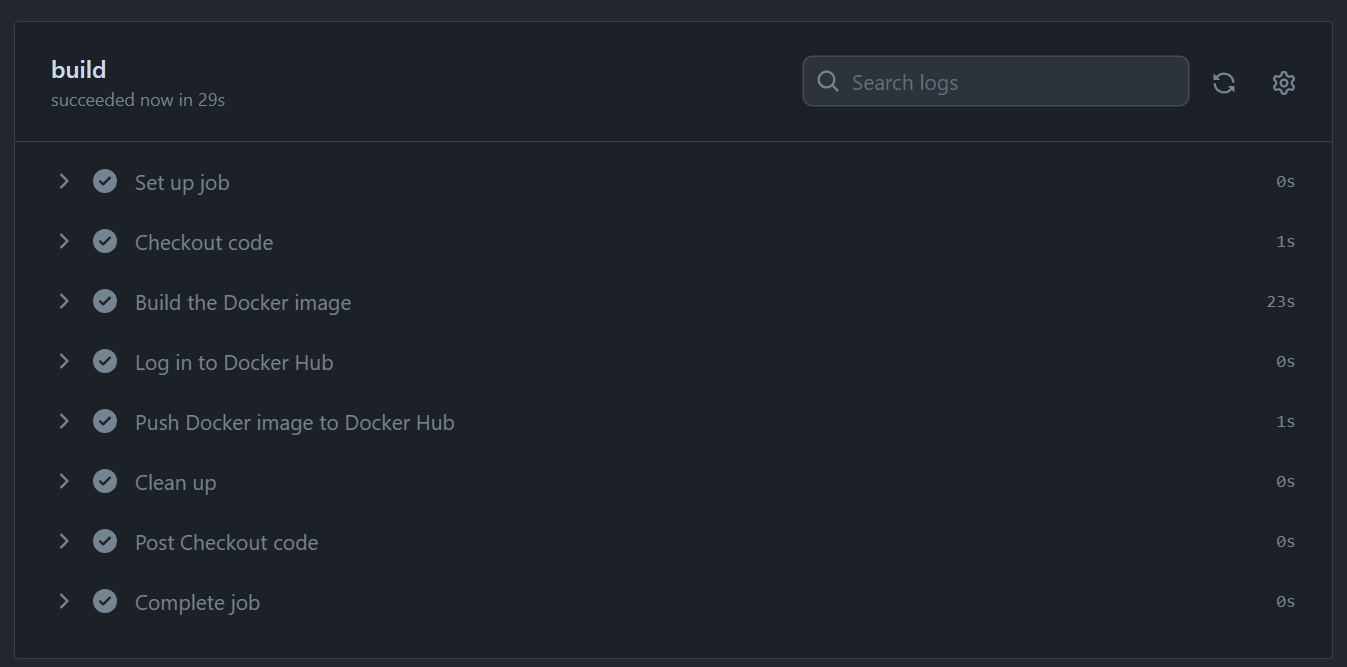 build
succeeded now in 29s
Search logs
Set up job 0s
Checkout code 1s
Build the Docker image 23s
Log in to Docker Hub 0s
Push Docker image to Docker Hub 1s
Clean up 0s
Post Checkout code 0s
Complete job 0s